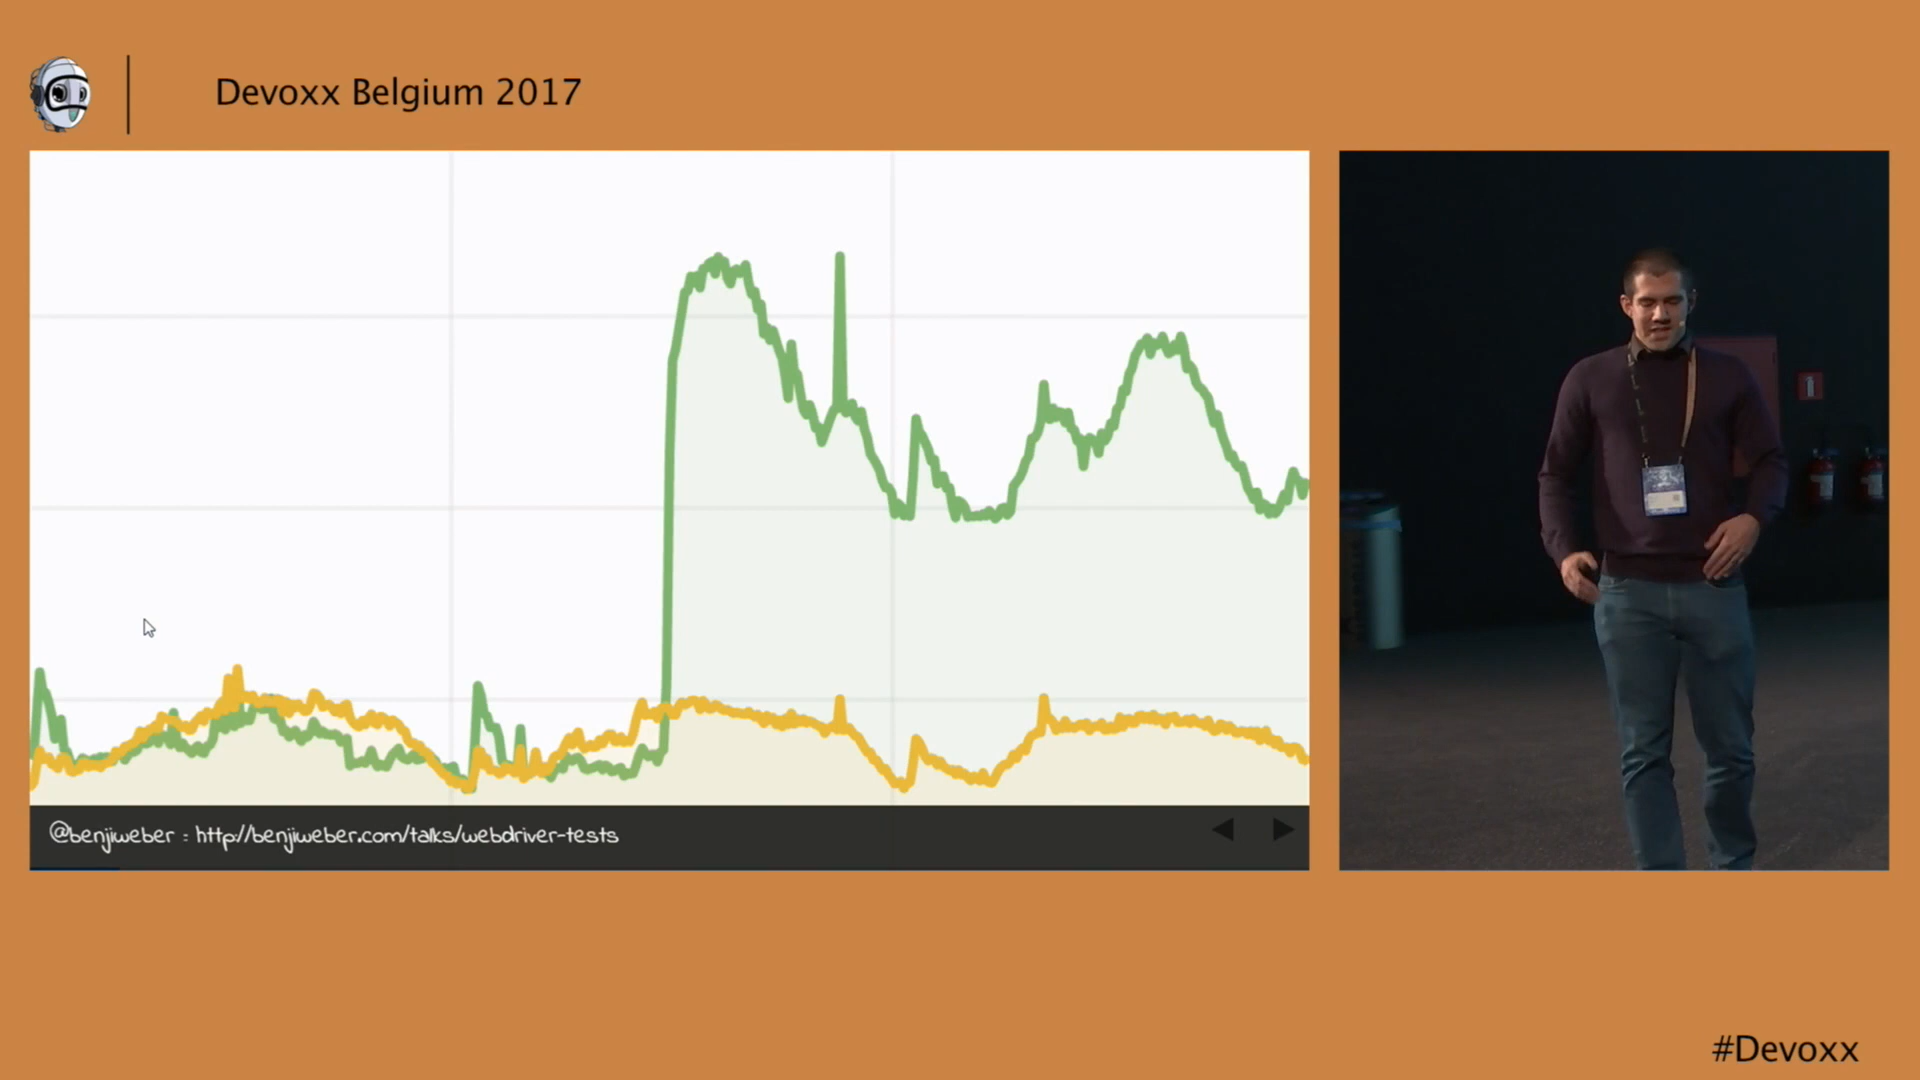 Devoxx Belgium 2017
@benjiweber : http://benjiweber.com/talks/webdriver-tests
#Devoxx